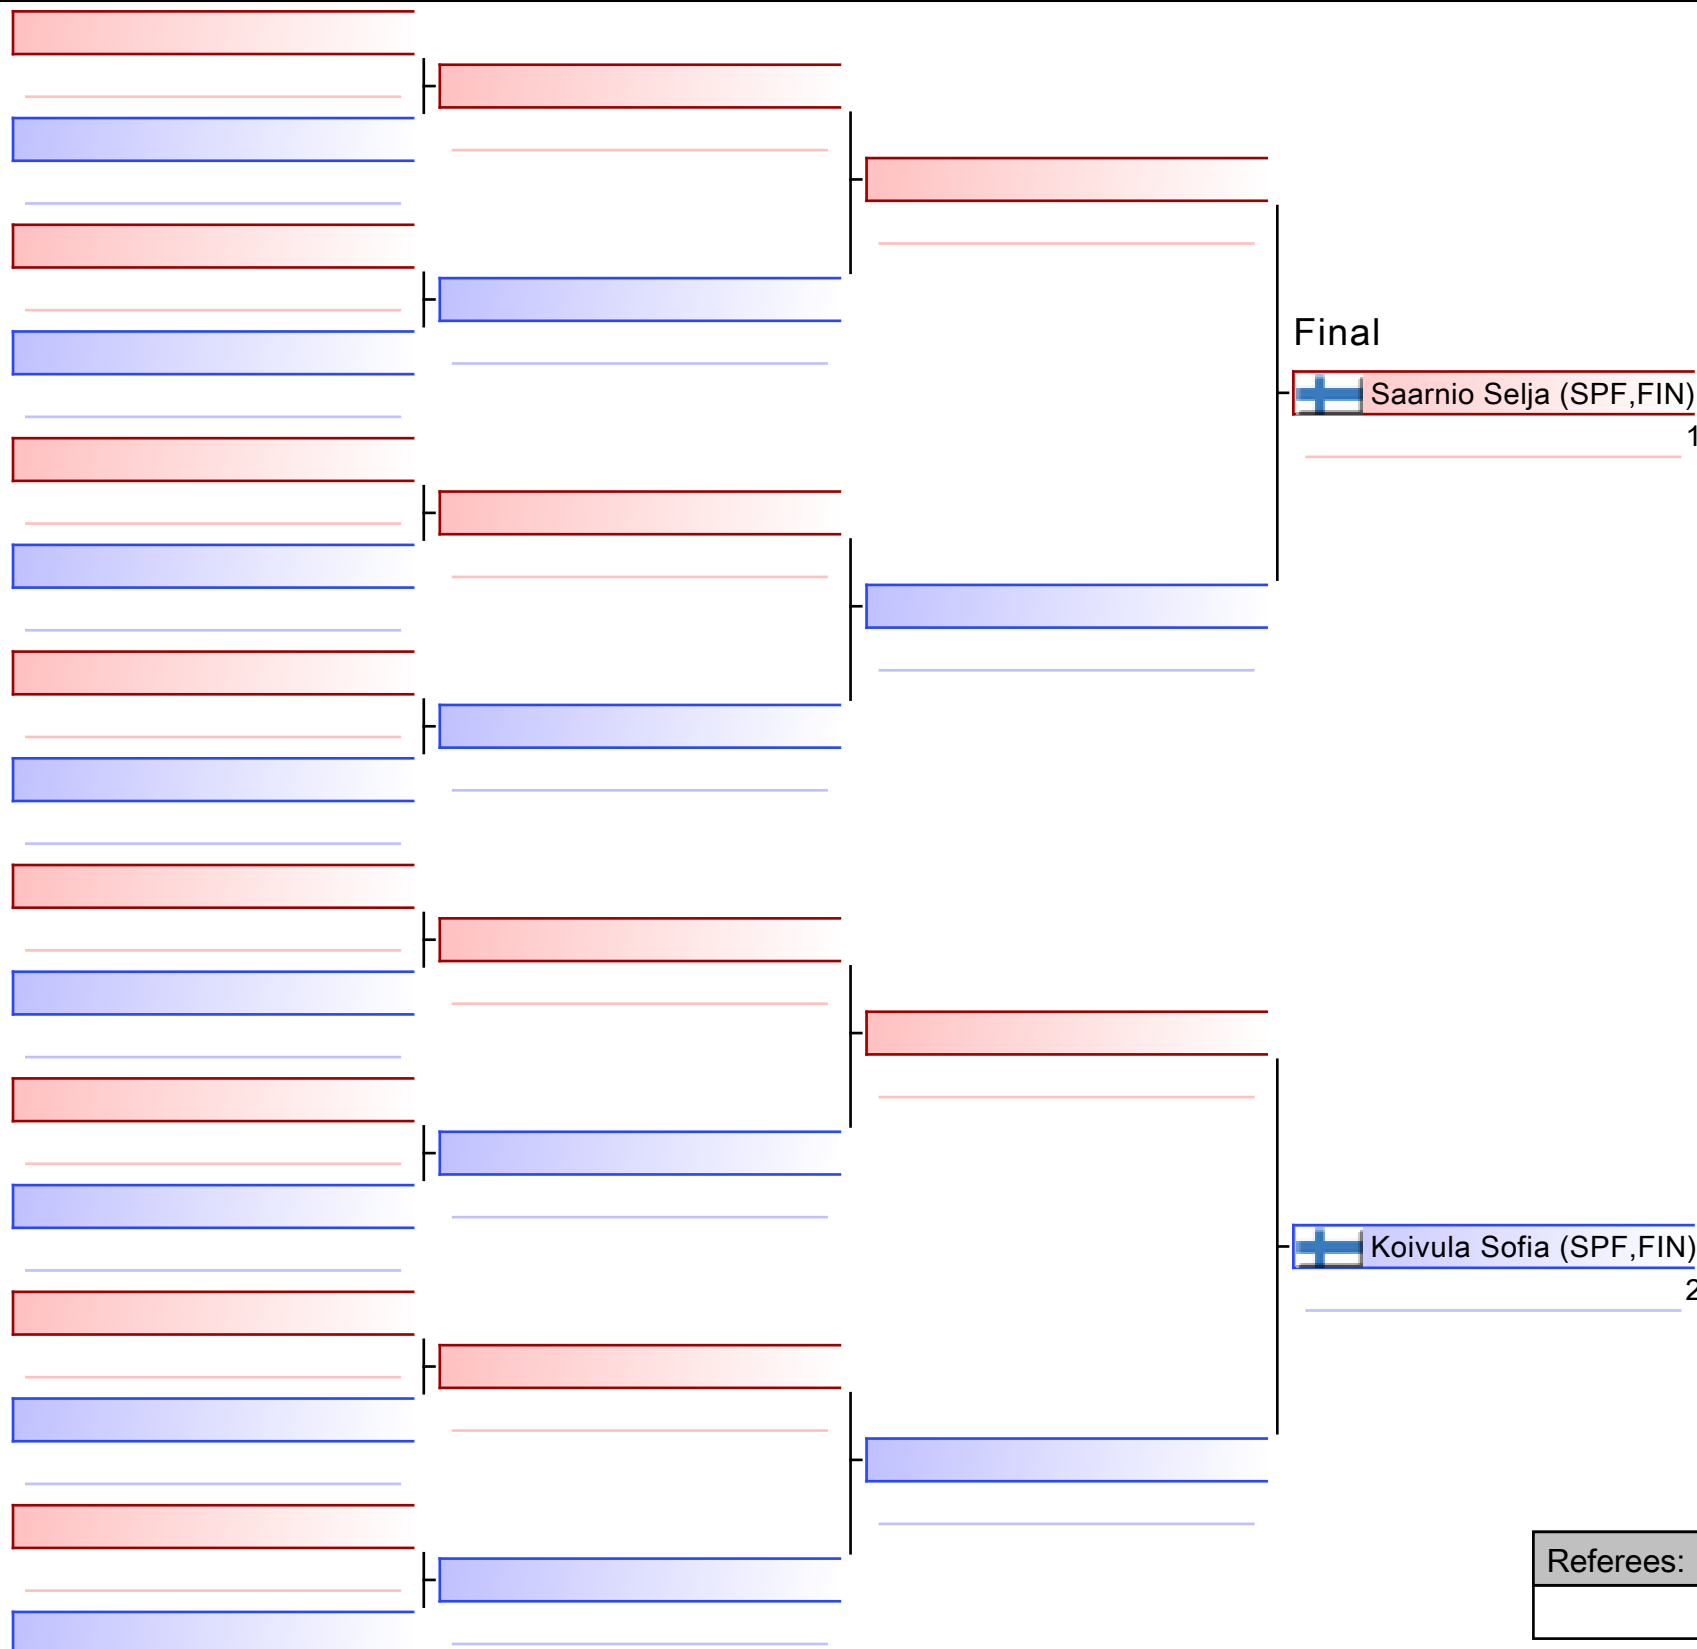 Final
Saarnio Selja (SPF,FIN)
1
Koivula Sofia (SPF,FIN)
2
Referees: